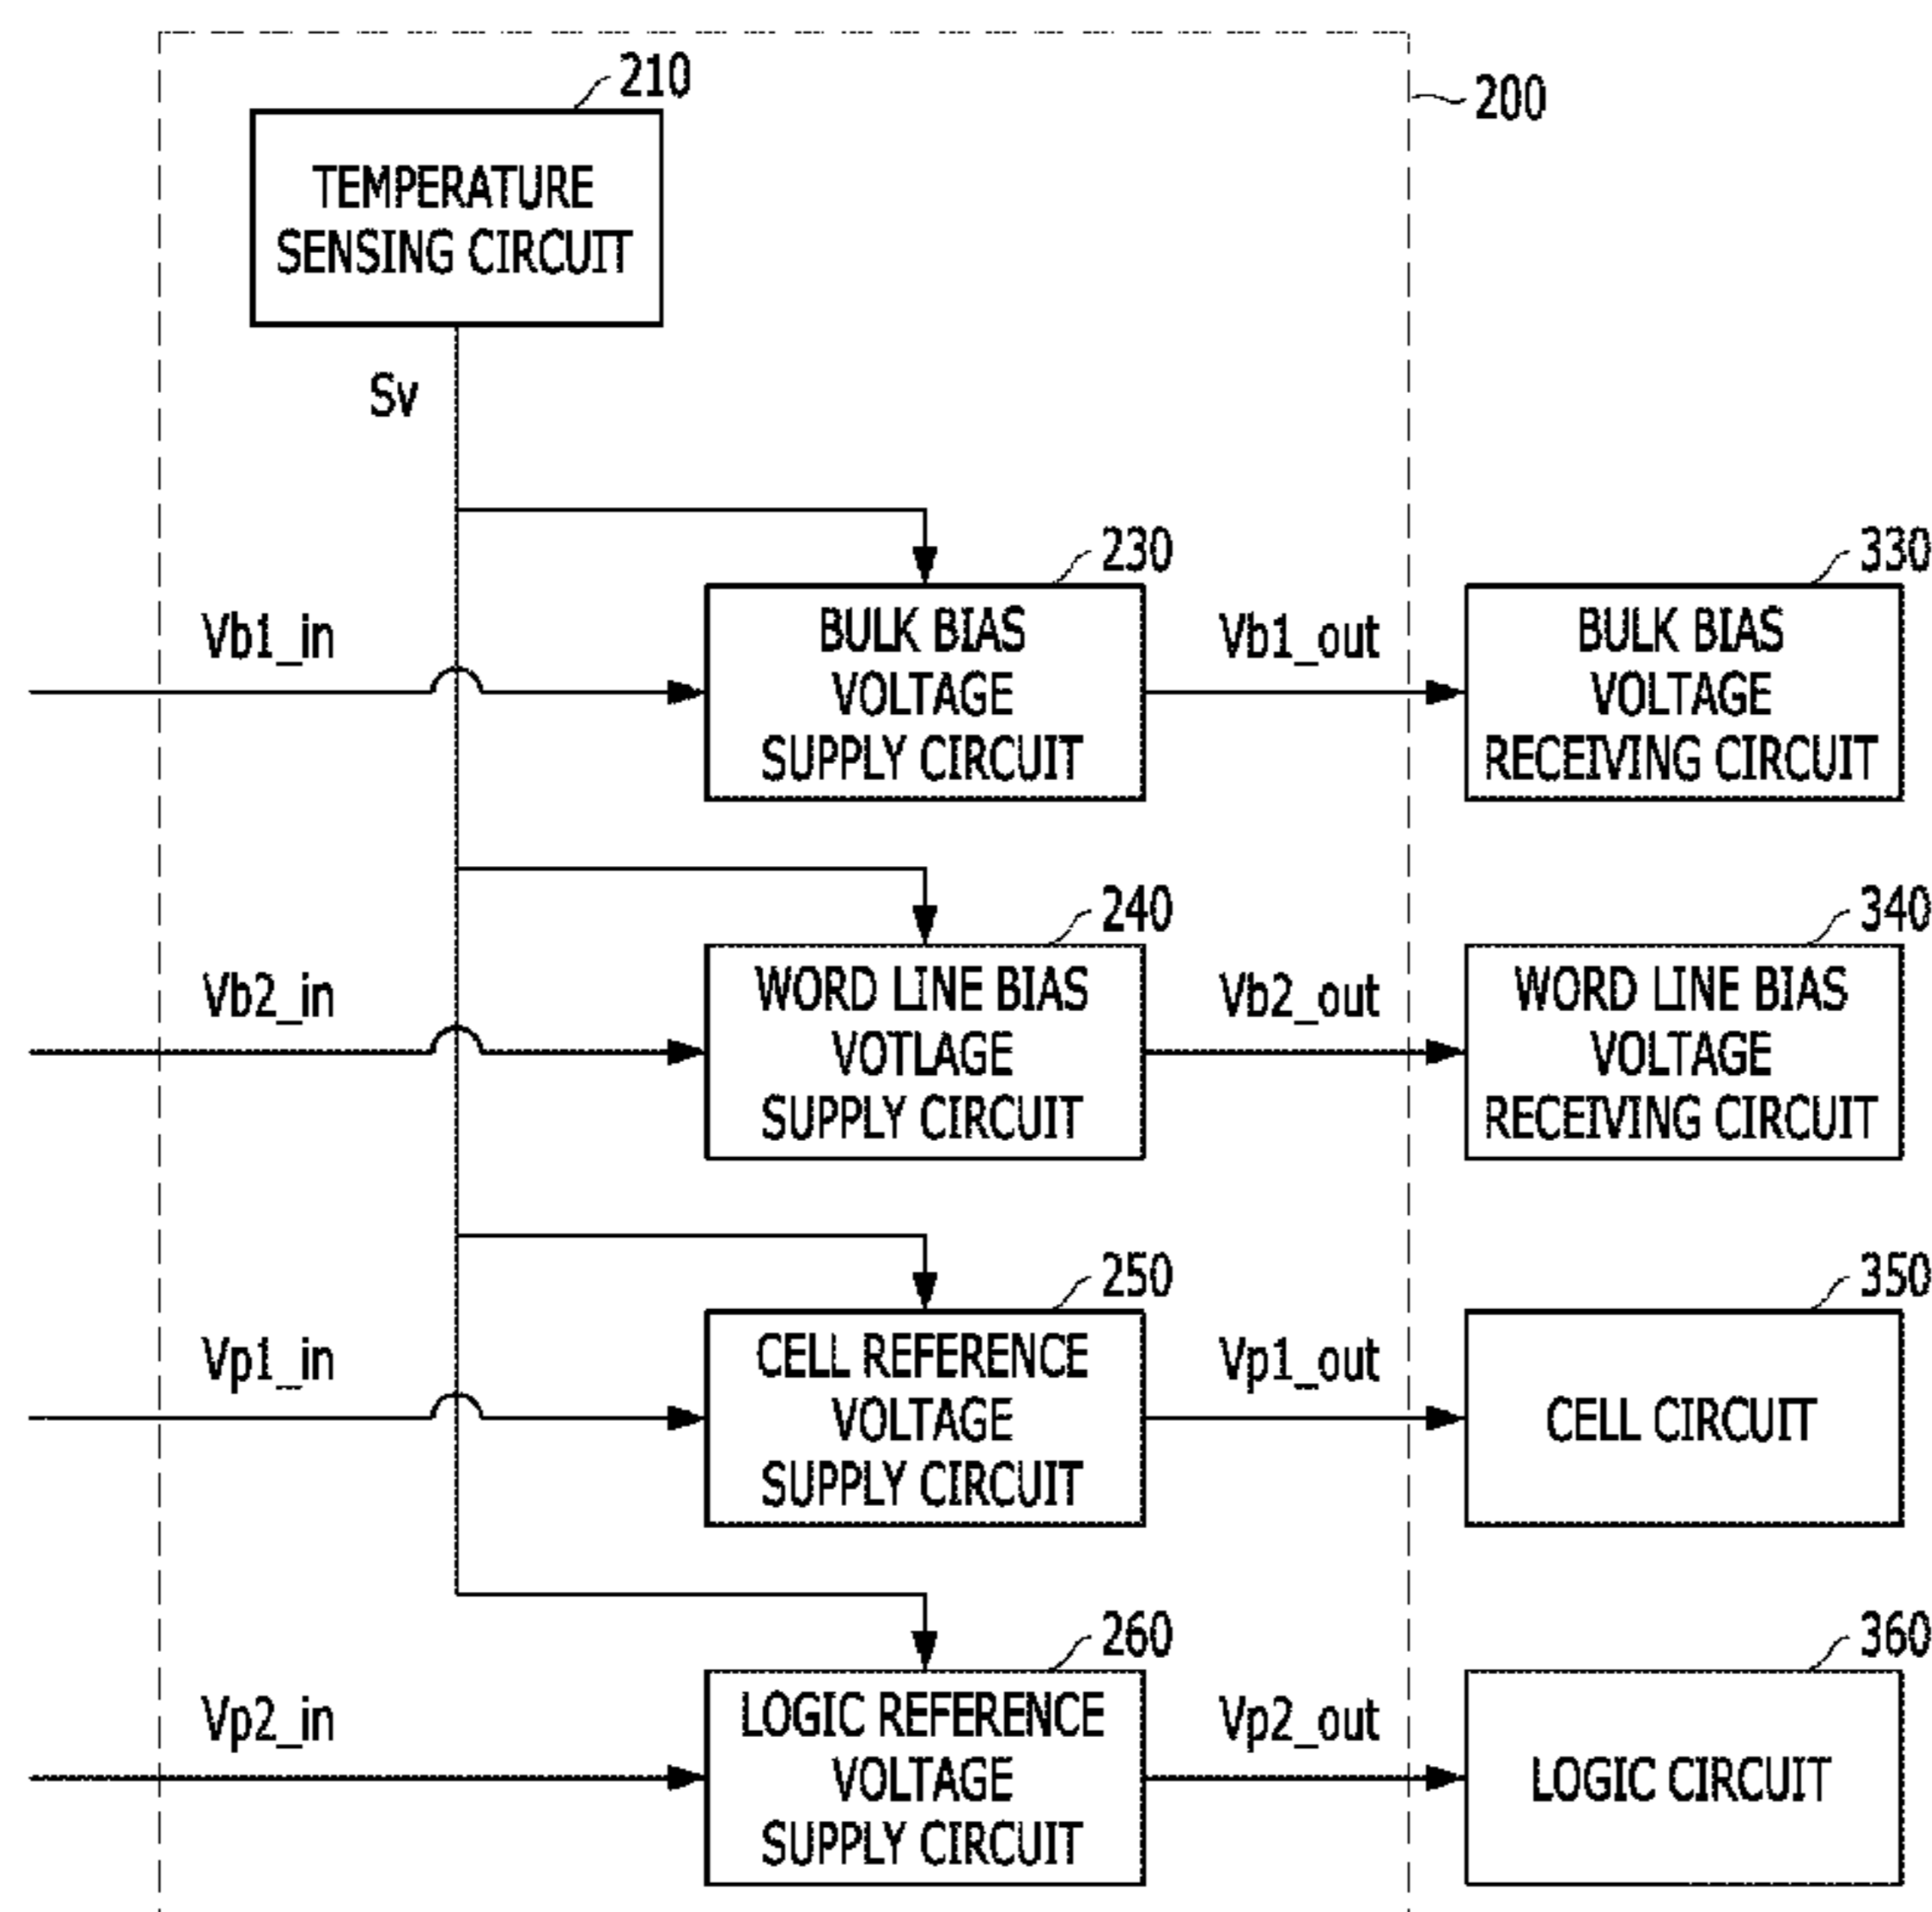 210
200
TEMPERATURE
SENSING CIRCUIT
Sv
230
330
Vb1_in
BULK BIAS
VOLTAGE
SUPPLY CIRCUIT
Vb1_out
BULK BIAS
VOLTAGE
RECEIVING CIRCUIT
240
340
Vb2_in
WORD LINE BIAS
VOTLAGE
SUPPLY CIRCUIT
Vb2_out
WORD LINE BIAS
VOLTAGE
RECEIVING CIRCUIT
250
350
Vp1_in
CELL REFERENCE
VOLTAGE
SUPPLY CIRCUIT
Vp1_out
CELL CIRCUIT
260
360
Vp2_in
LOGIC REFERENCE
VOLTAGE
SUPPLY CIRCUIT
Vp2_out
LOGIC CIRCUIT